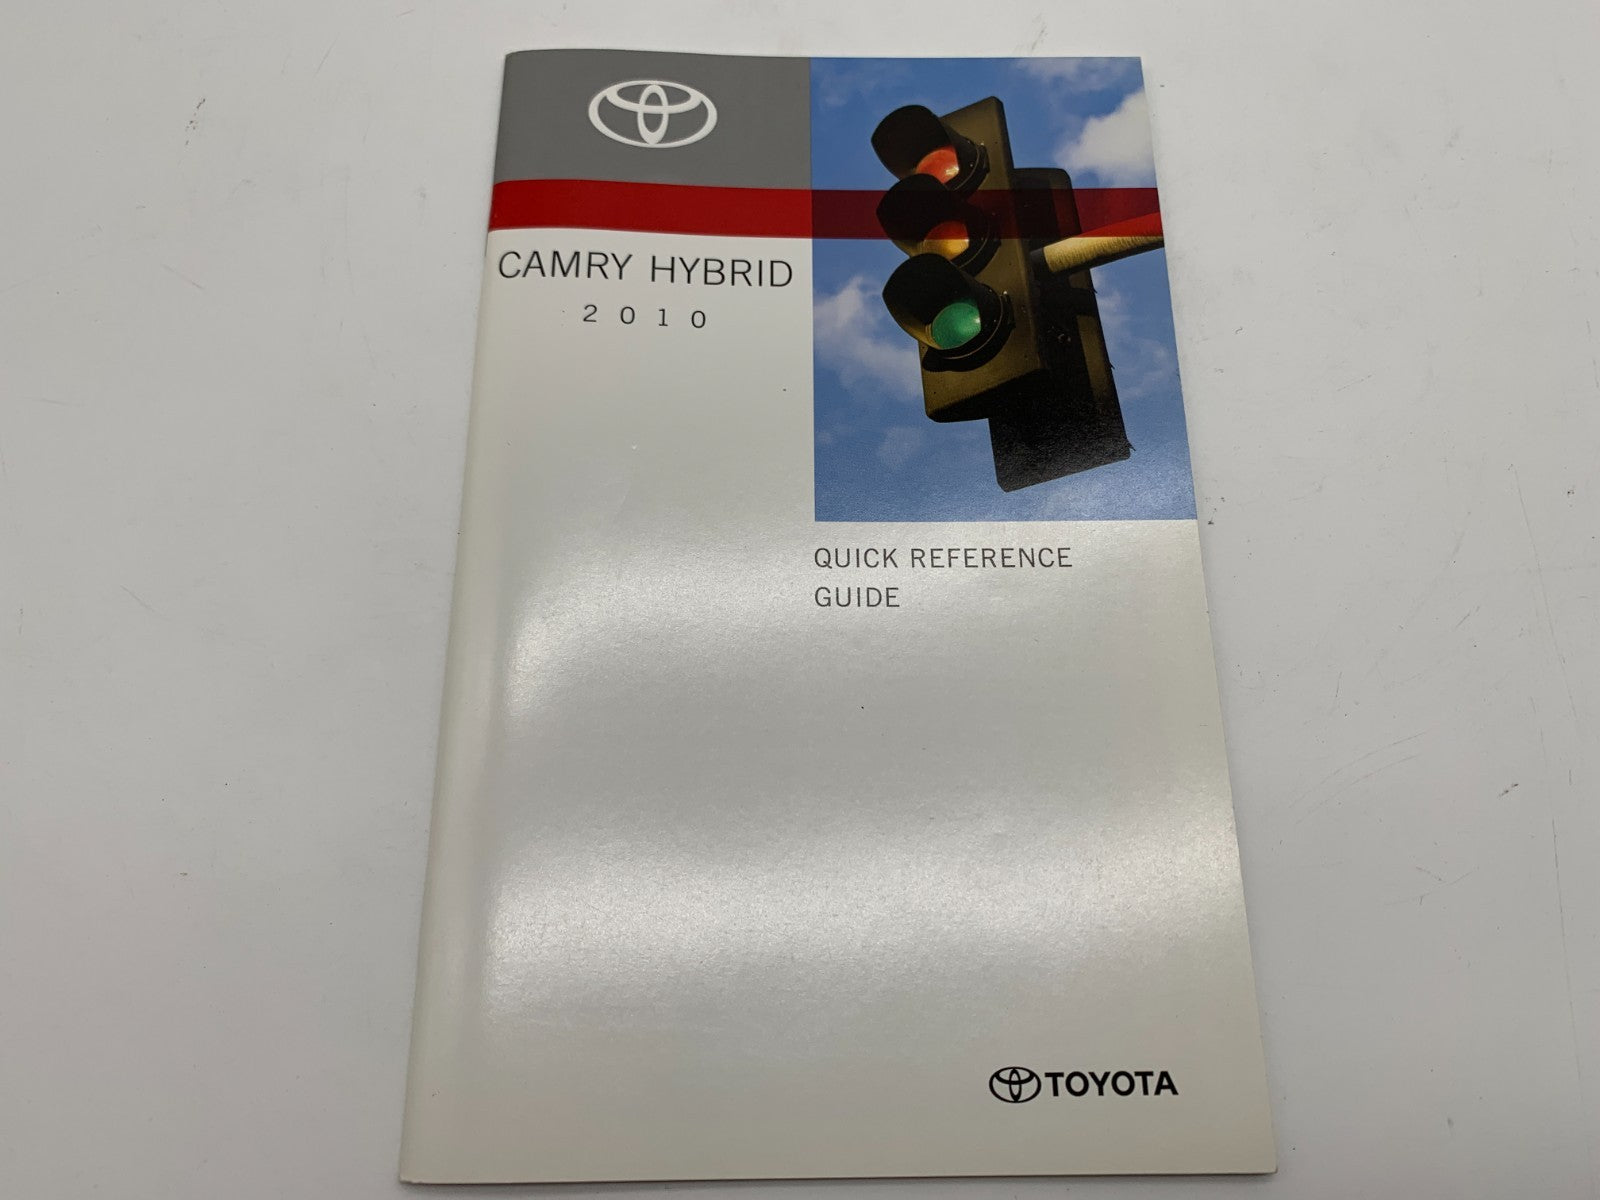 CAMRY HYBRID
2010
QUICK REFERENCE
GUIDE
TOYOTA